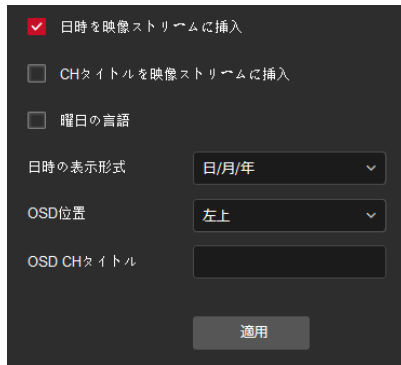 日時を映像ストリームに挿入
CHタイトルを映像ストリームに挿入
曜日の言語
日時の表示形式 日/月/年
OSD位置 左上
OSD CHタイトル
適用